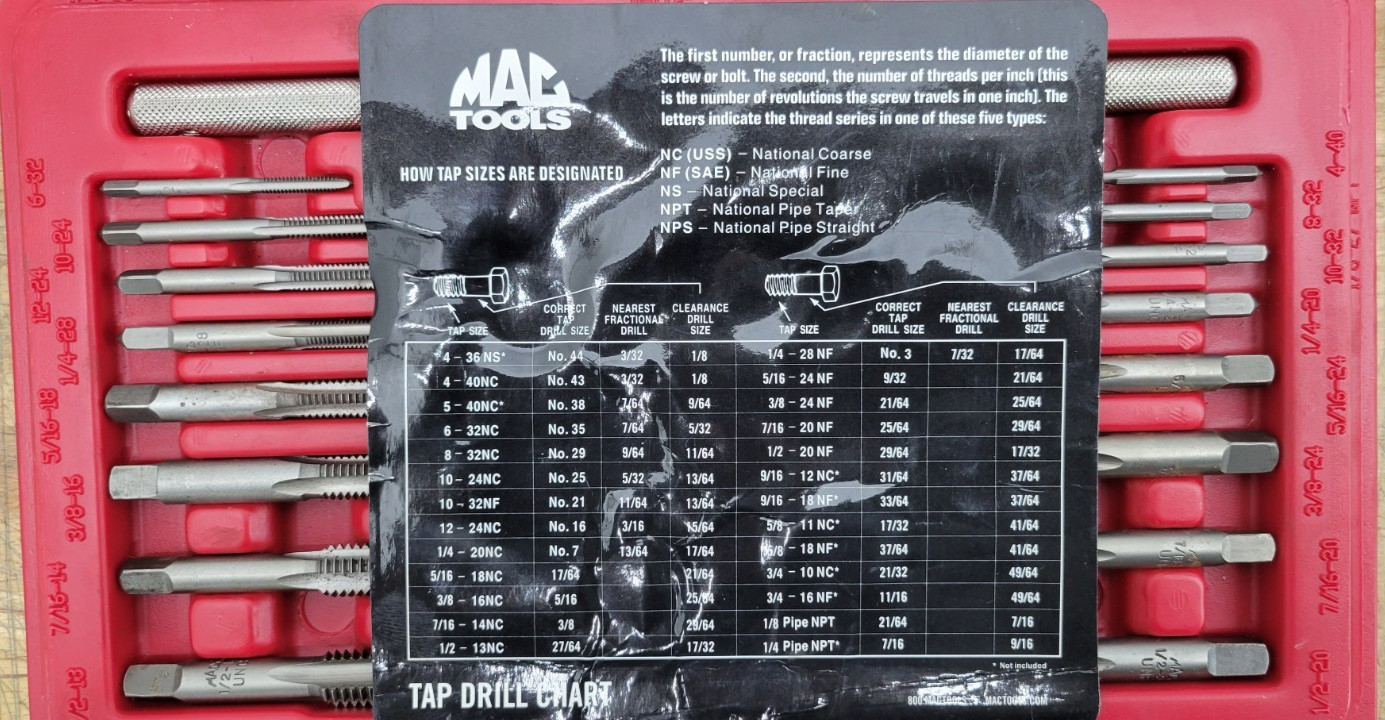 MAC
TOOLS
The first number, or fraction, represents the diameter of the
screw or bolt. The second, the number of threads per inch (this
is the number of revolutions the screw travels in one inch). The
letters indicate the thread series in one of these five types:
HOW TAP SIZES ARE DESIGNATED
NC (USS) – National Coarse
NF (SAE) – National Fine
NS – National Special
NPT – National Pipe Taper
NPS – National Pipe Straight
TAP SIZE CORRECT TAP DRILL SIZE NEAREST FRACTIONAL DRILL CLEARANCE DRILL SIZE TAP SIZE CORRECT TAP DRILL SIZE NEAREST FRACTIONAL DRILL CLEARANCE DRILL SIZE
4 – 36 NS* No. 44 3/32 1/8 1/4 – 28 NF No. 3 7/32 17/64
4 – 40NC No. 43 3/32 1/8 5/16 – 24 NF 9/32 21/64
5 – 40NC* No. 38 7/64 9/64 3/8 – 24 NF 21/64 25/64
6 – 32NC No. 35 7/64 5/32 7/16 – 20 NF 25/64 29/64
8 – 32NC No. 29 9/64 11/64 1/2 – 20 NF 29/64 17/32
10 – 24NC No. 25 5/32 13/64 9/16 – 12 NC* 31/64 37/64
10 – 32NF No. 21 11/64 13/64 9/16 – 18 NF* 33/64 37/64
12 – 24NC No. 16 3/16 15/64 5/8 – 11 NC* 17/32 41/64
1/4 – 20NC No. 7 13/64 17/64 5/8 – 18 NF* 37/64 41/64
5/16 – 18NC 17/64 21/64 3/4 – 10 NC* 21/32 49/64
3/8 – 16NC 5/16 25/64 3/4 – 16 NF* 11/16 49/64
7/16 – 14NC 3/8 29/64 1/8 Pipe NPT 21/64 7/16
1/2 – 13NC 27/64 17/32 1/4 Pipe NPT* 7/16 9/16
* Not included
TAP DRILL CHART
800 MACTOOLS MACTOOLS.COM
6-32
10-24
12-24
1/4-28
5/16-18
3/8-16
7/16-14
4-40
8-32
10-32
1/4-20
5/16-24
3/8-24
7/16-20
1/2-20